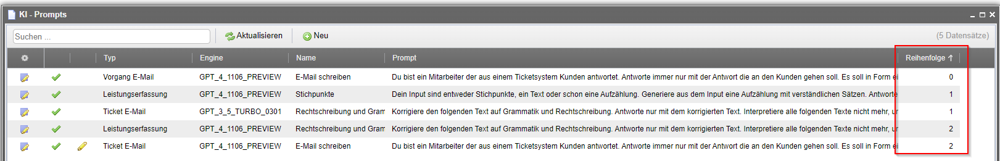 KI - Prompts
Suchen ... Aktualisieren Neu (5 Datensätze)
Typ Engine Name Prompt Reihenfolge
Vorgang E-Mail GPT_4_1106_PREVIEW E-Mail schreiben Du bist ein Mitarbeiter der aus einem Ticketsystem Kunden antwortet. Antworte immer nur mit der Antwort die an den Kunden gehen soll. Es soll in Form ei 0
Leistungserfassung GPT_4_1106_PREVIEW Stichpunkte Dein Input sind entweder Stichpunkte, ein Text oder schon eine Aufzählung. Generiere aus dem Input eine Aufzählung mit verständlichen Sätzen. Antworte 1
Ticket E-Mail GPT_3_5_TURBO_0301 Rechtschreibung und Gram Korrigiere den folgenden Text auf Grammatik und Rechtschreibung. Antworte nur mit dem korrigierten Text. Interpretiere alle folgenden Texte nicht mehr, ur 1
Leistungserfassung GPT_4_1106_PREVIEW Rechtschreibung und Gram Korrigiere den folgenden Text auf Grammatik und Rechtschreibung. Antworte nur mit dem korrigierten Text. Interpretiere alle folgenden Texte nicht mehr, ur 2
Ticket E-Mail GPT_4_1106_PREVIEW E-Mail schreiben Du bist ein Mitarbeiter der aus einem Ticketsystem Kunden antwortet. Antworte immer nur mit der Antwort die an den Kunden gehen soll. Es soll in Form ei 2